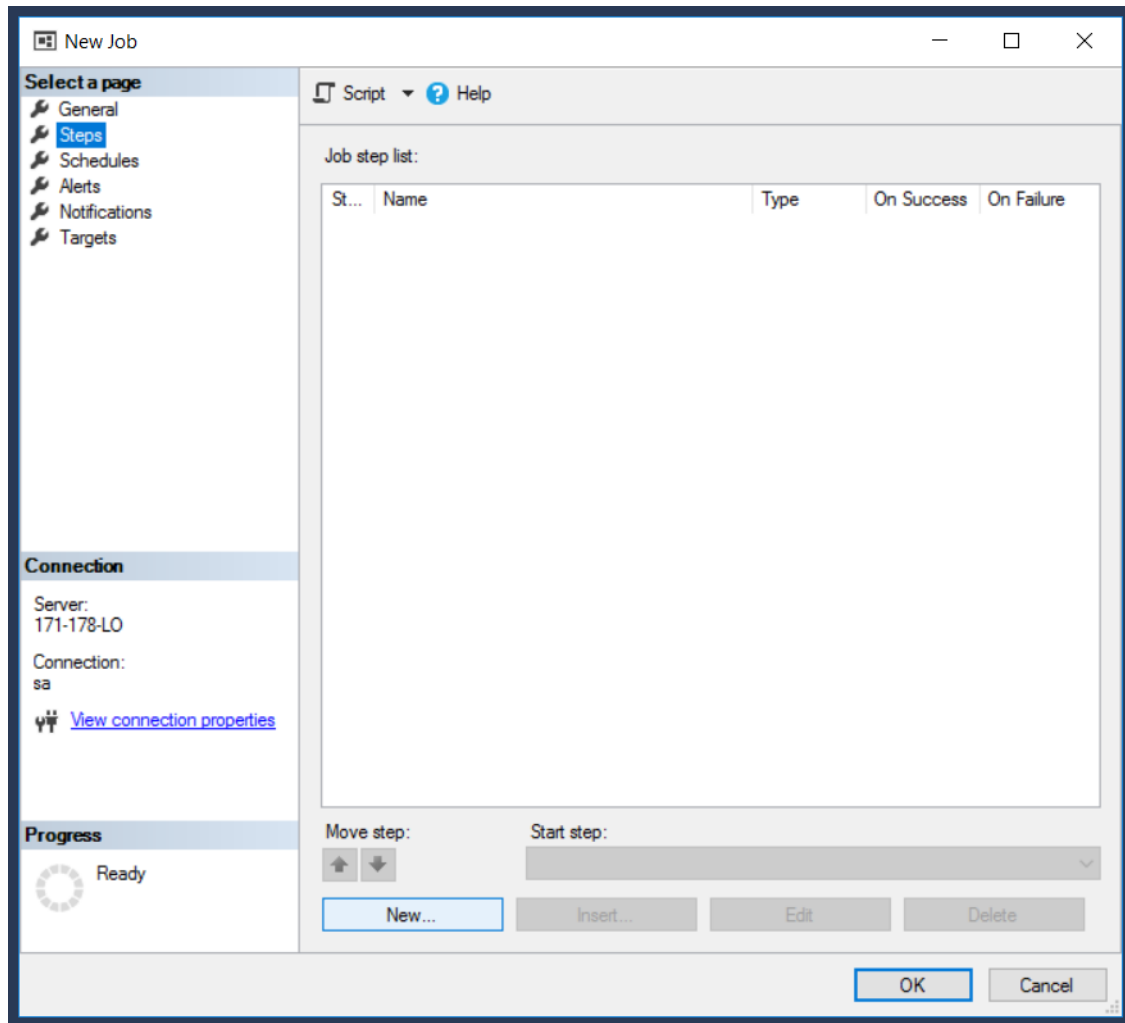 New Job
Select a page
General
Steps
Schedules
Alerts
Notifications
Targets
Connection
Server:
171-178-LO
Connection:
sa
View connection properties
Progress
Ready
Script
Help
Job step list:
St... Name Type On Success On Failure
Move step: Start step:
New... Insert... Edit Delete
OK Cancel